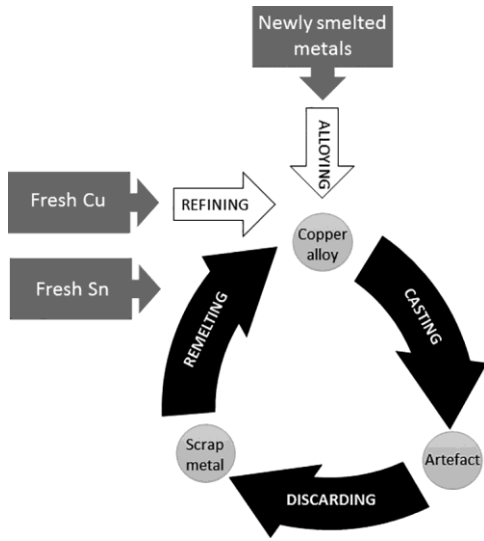 Newly smelted
metals
ALLOYING
Fresh Cu
REFINING
Copper
alloy
Fresh Sn
REMELTING
CASTING
Scrap
metal
Artefact
DISCARDING